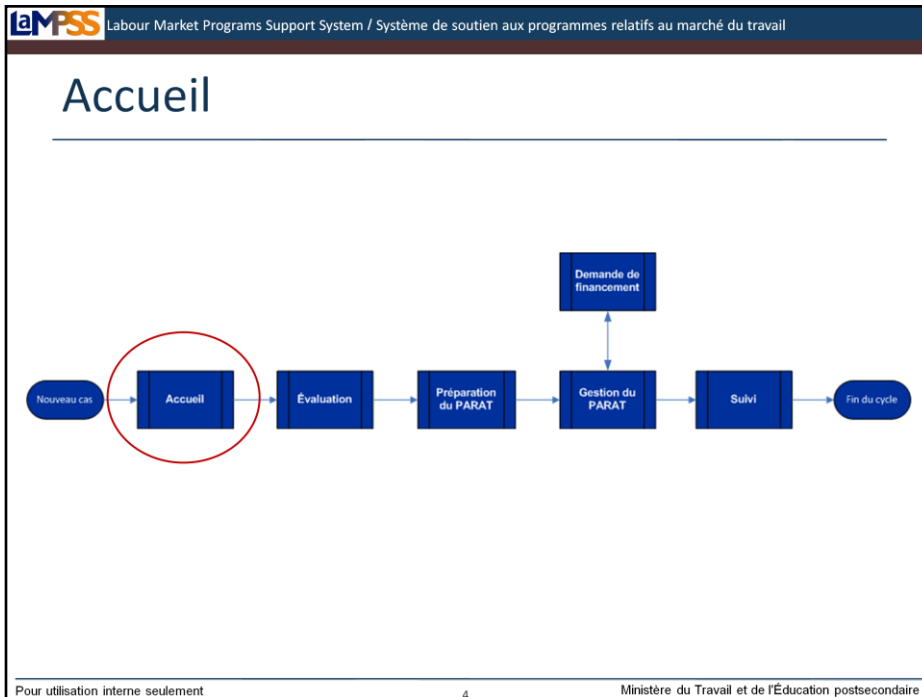 LaMPSS Labour Market Programs Support System / Système de soutien aux programmes relatifs au marché du travail
Accueil
Demande de
financement
Nouveau cas
Accueil
Évaluation
Préparation
du PARAT
Gestion du
PARAT
Suivi
Fin du cycle
Pour utilisation interne seulement
4
Ministère du Travail et de l'Éducation postsecondaire